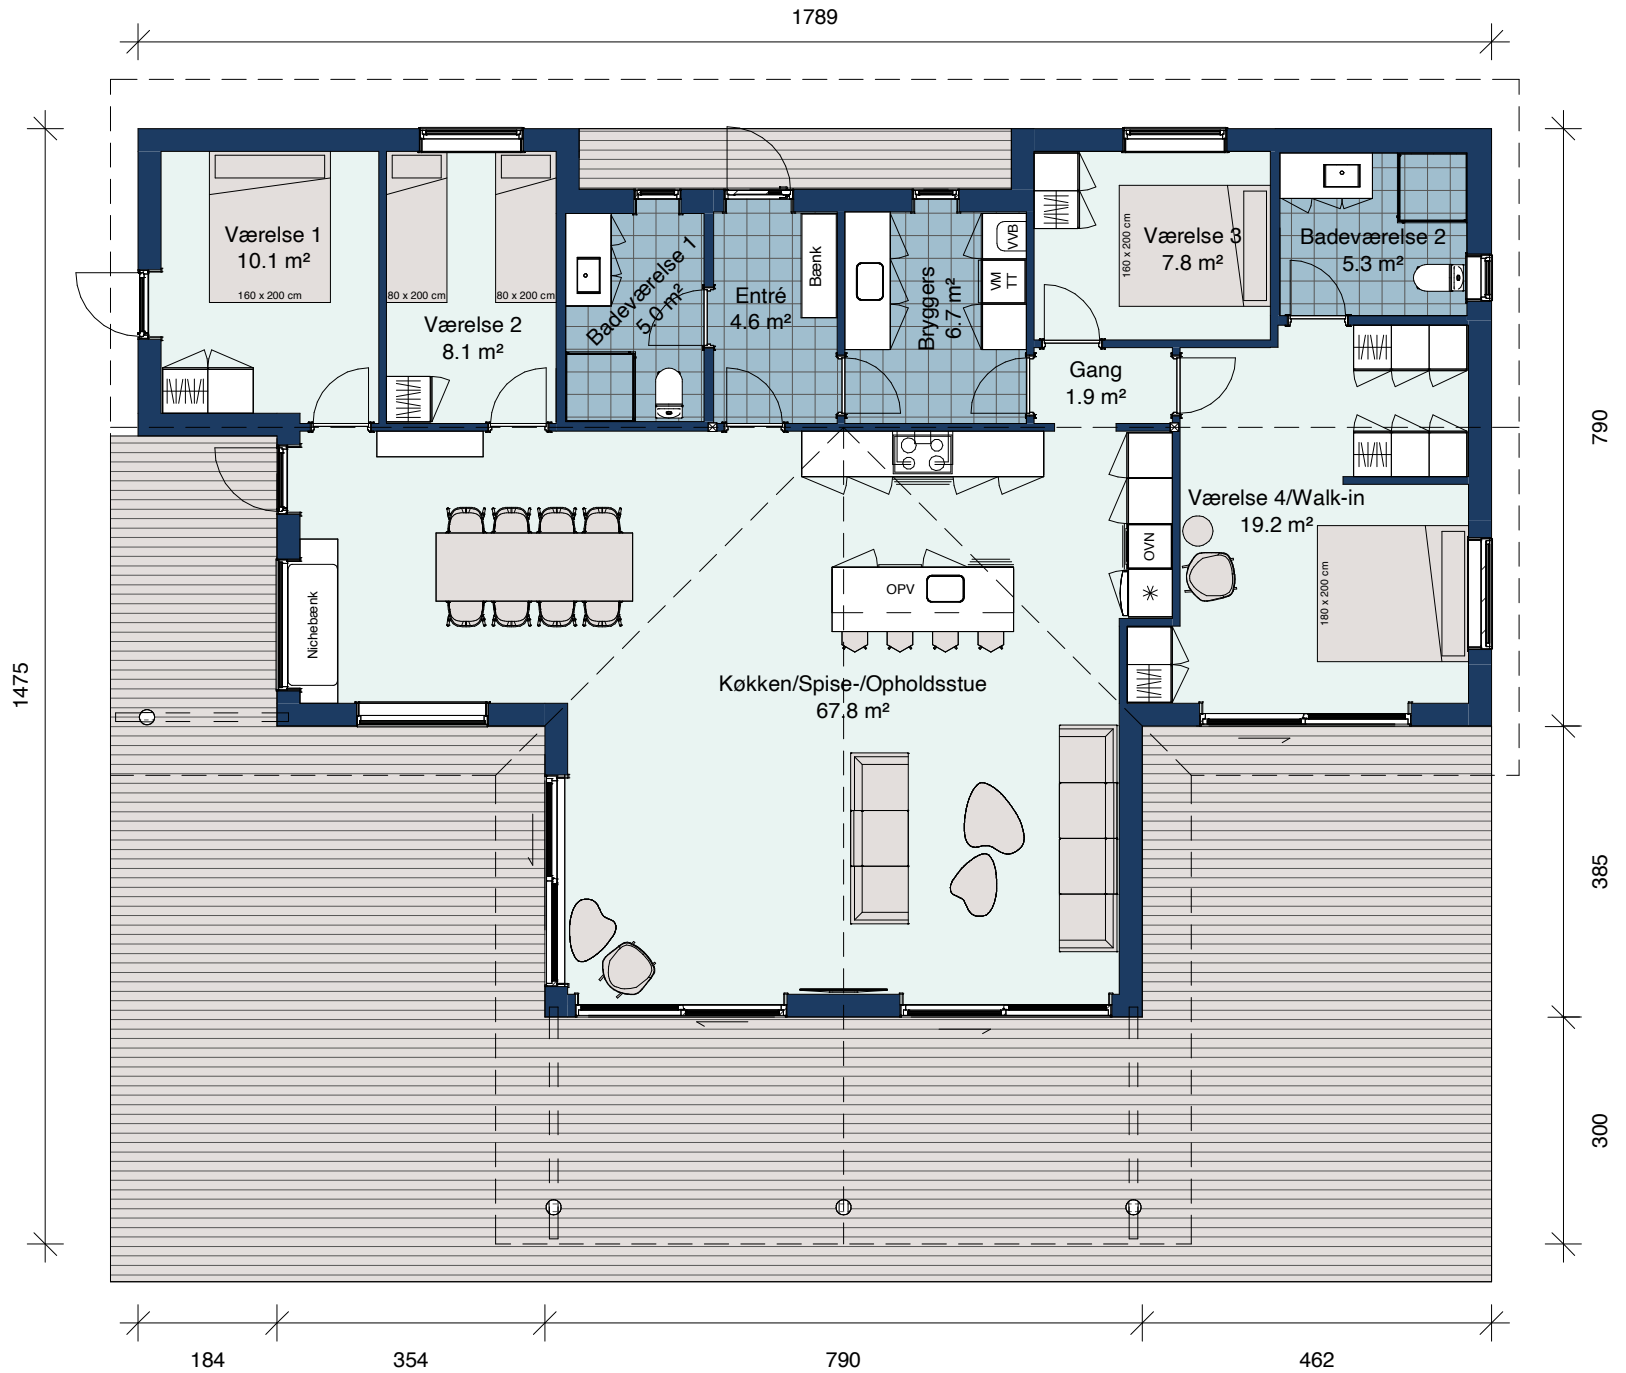 1789
Værelse 1
10.1 m²
160 x 200 cm
80 x 200 cm
80 x 200 cm
Værelse 2
8.1 m²
Badeværelse 1
5.0 m²
Entré
4.6 m²
Bænk
Bryggers
6.7 m²
VVB
VM
TT
160 x 200 cm
Værelse 3
7.8 m²
Badeværelse 2
5.3 m²
Gang
1.9 m²
790
Værelse 4/Walk-in
19.2 m²
OVN
180 x 200 cm
OPV
Nichebænk
Køkken/Spise-/Opholdsstue
67.8 m²
1475
385
300
184
354
790
462